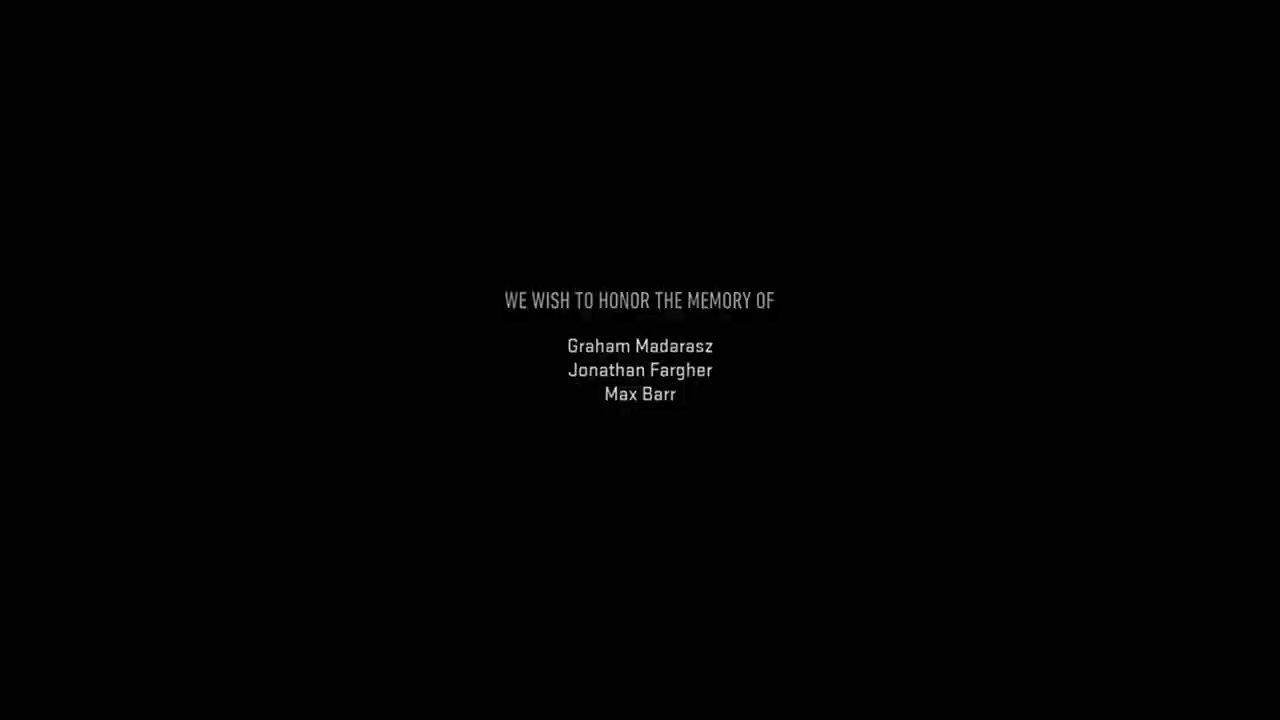 WE WISH TO HONOR THE MEMORY OF
Graham Madarasz
Jonathan Fargher
Max Barr